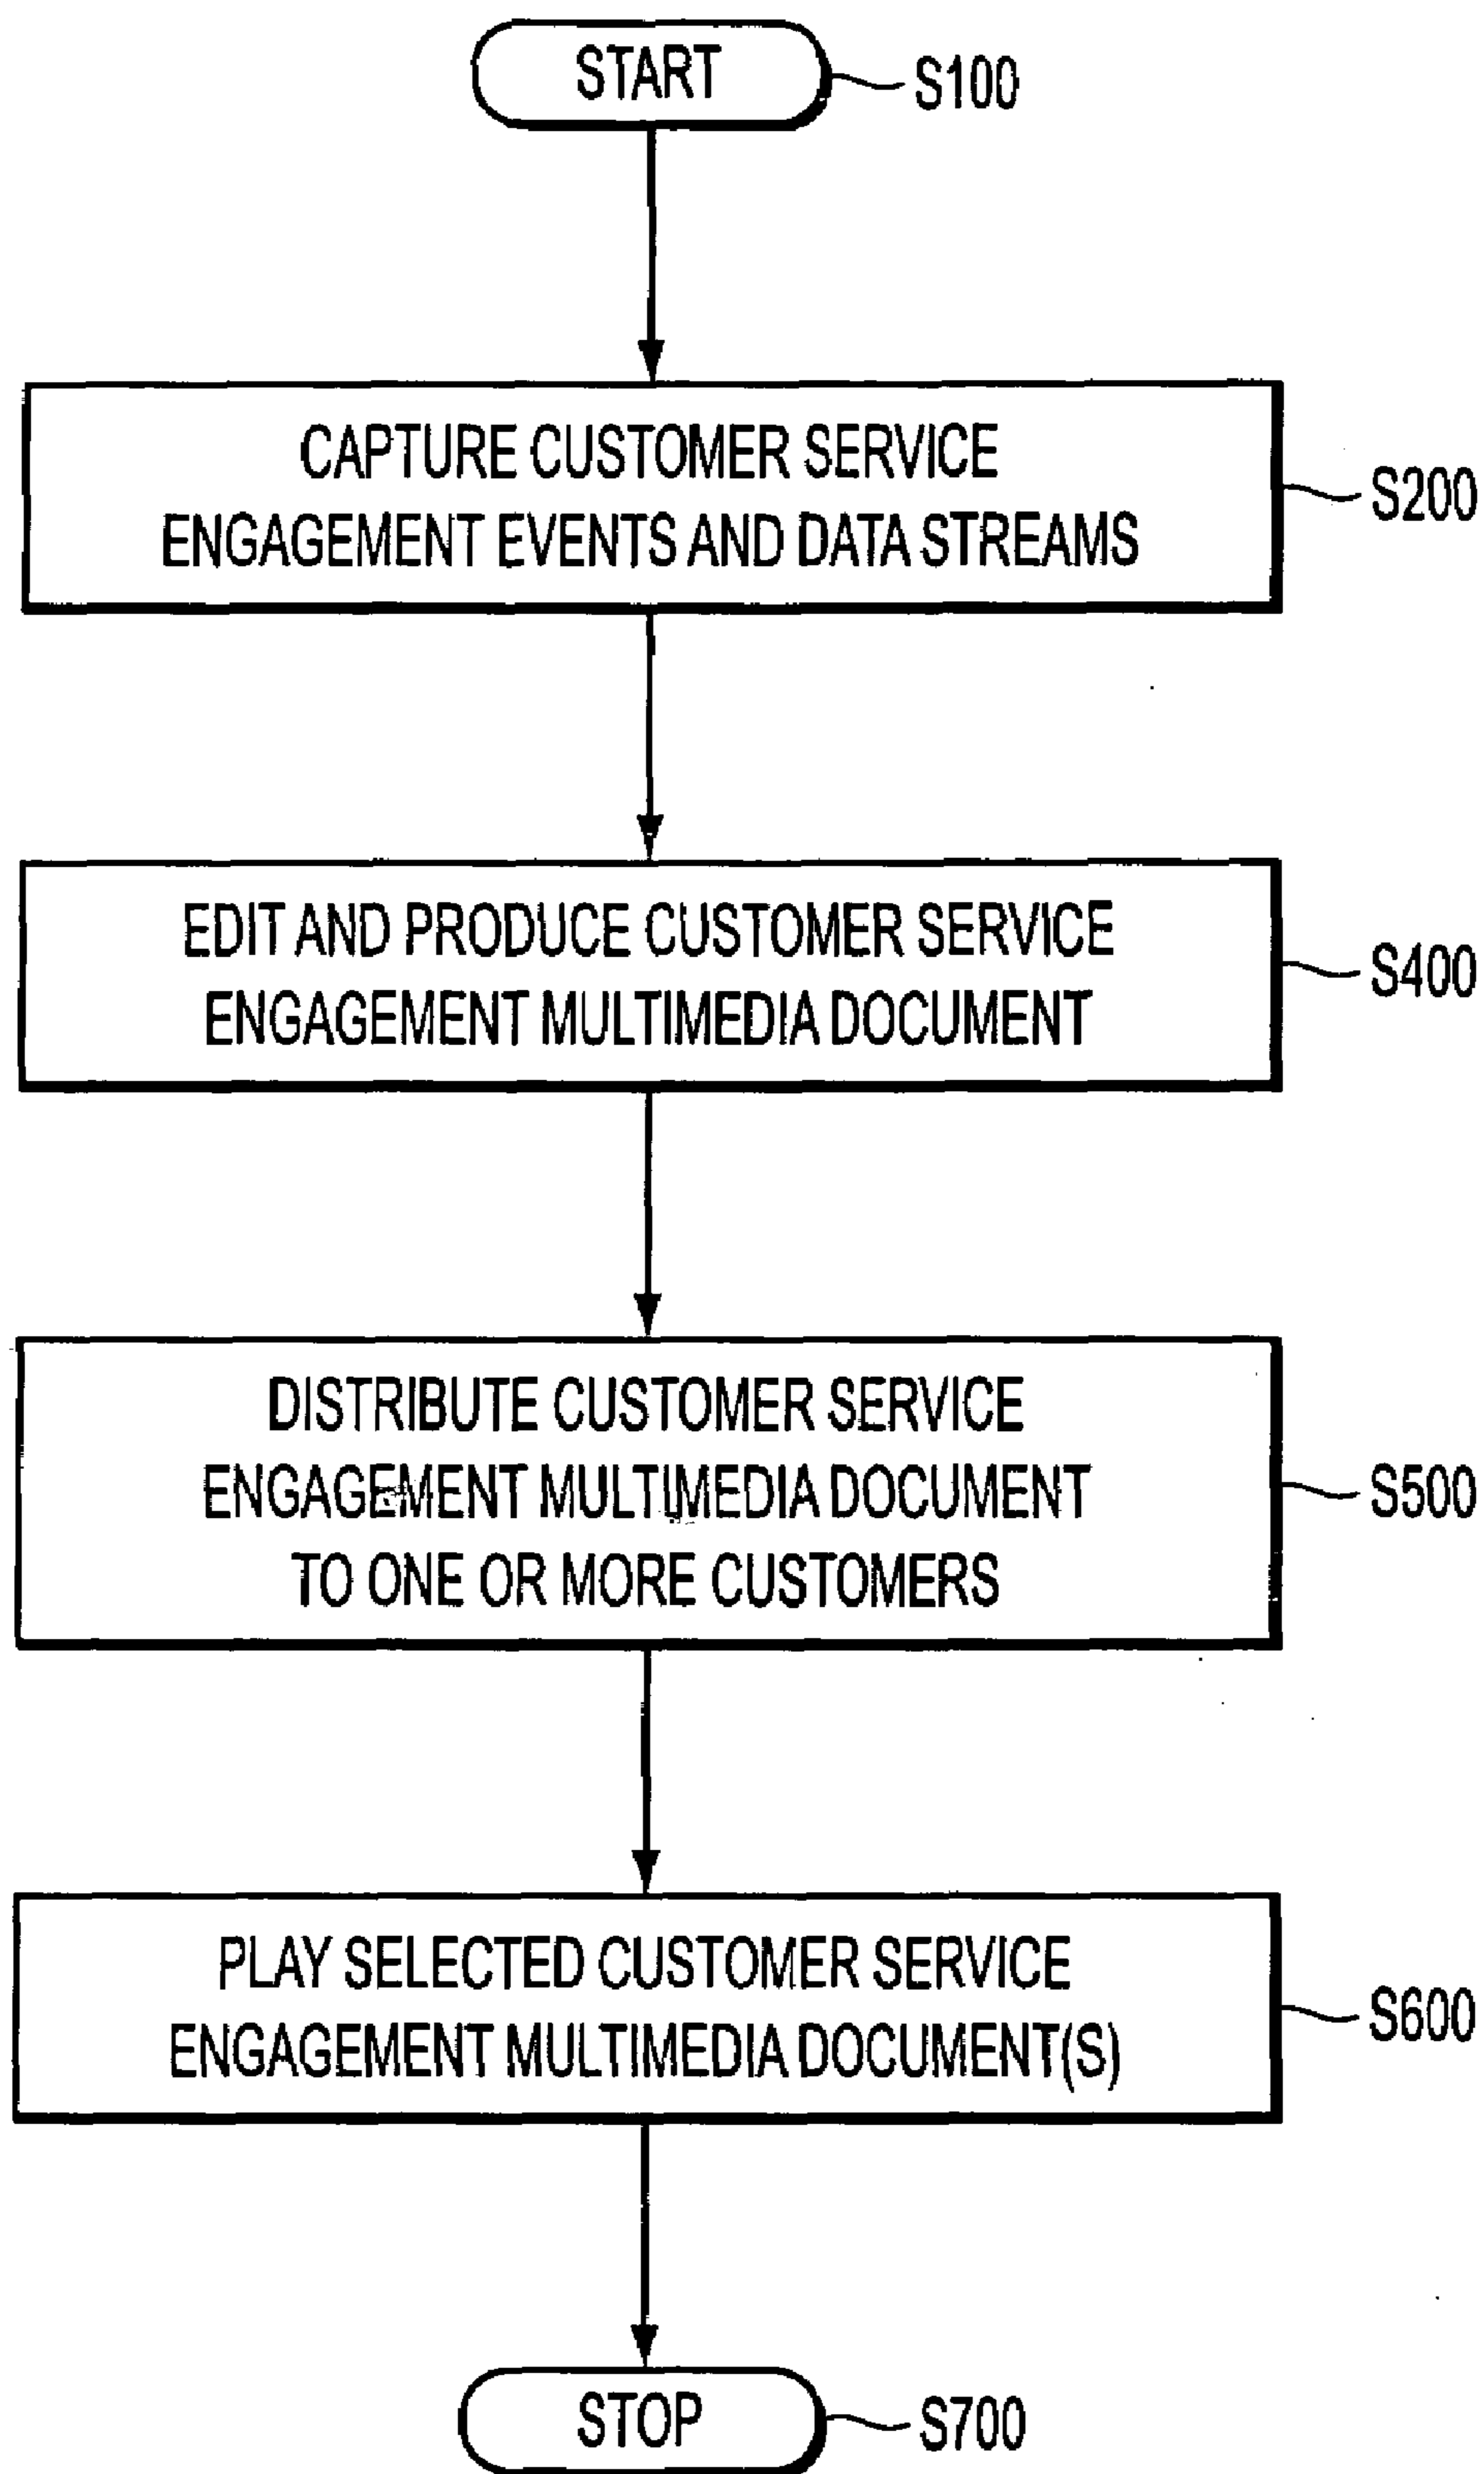 START
S100
CAPTURE CUSTOMER SERVICE
ENGAGEMENT EVENTS AND DATA STREAMS
S200
EDIT AND PRODUCE CUSTOMER SERVICE
ENGAGEMENT MULTIMEDIA DOCUMENT
S400
DISTRIBUTE CUSTOMER SERVICE
ENGAGEMENT MULTIMEDIA DOCUMENT
TO ONE OR MORE CUSTOMERS
S500
PLAY SELECTED CUSTOMER SERVICE
ENGAGEMENT MULTIMEDIA DOCUMENT(S)
S600
STOP
S700